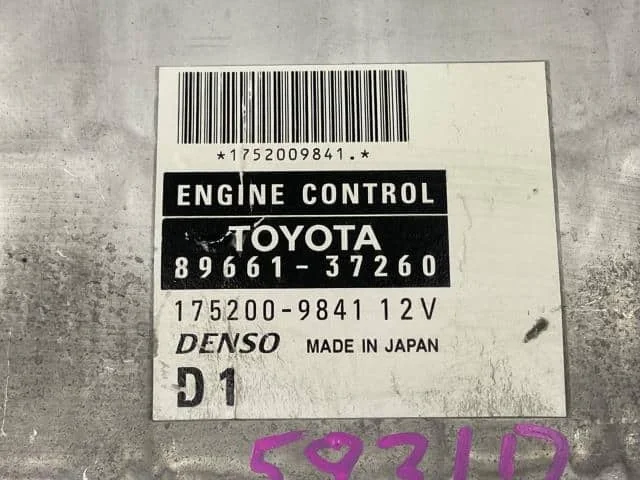 *1752009841.*
ENGINE CONTROL
TOYOTA
89661-37260
175200-9841 12V
DENSO MADE IN JAPAN
D1